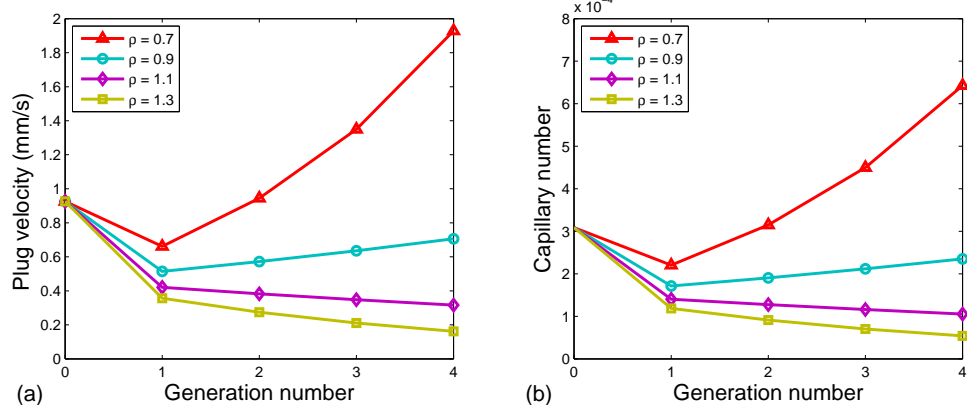 2
1.8
1.6
1.4
1.2
1
0.8
0.6
0.4
0.2
0
Plug velocity (mm/s)
ρ = 0.7
ρ = 0.9
ρ = 1.1
ρ = 1.3
1
0 1 2 3 4
Generation number
(a)
x 10⁻⁴
8
7
6
5
4
3
2
1
0
Capillary number
ρ = 0.7
ρ = 0.9
ρ = 1.1
ρ = 1.3
0 1 2 3 4
Generation number
(b)